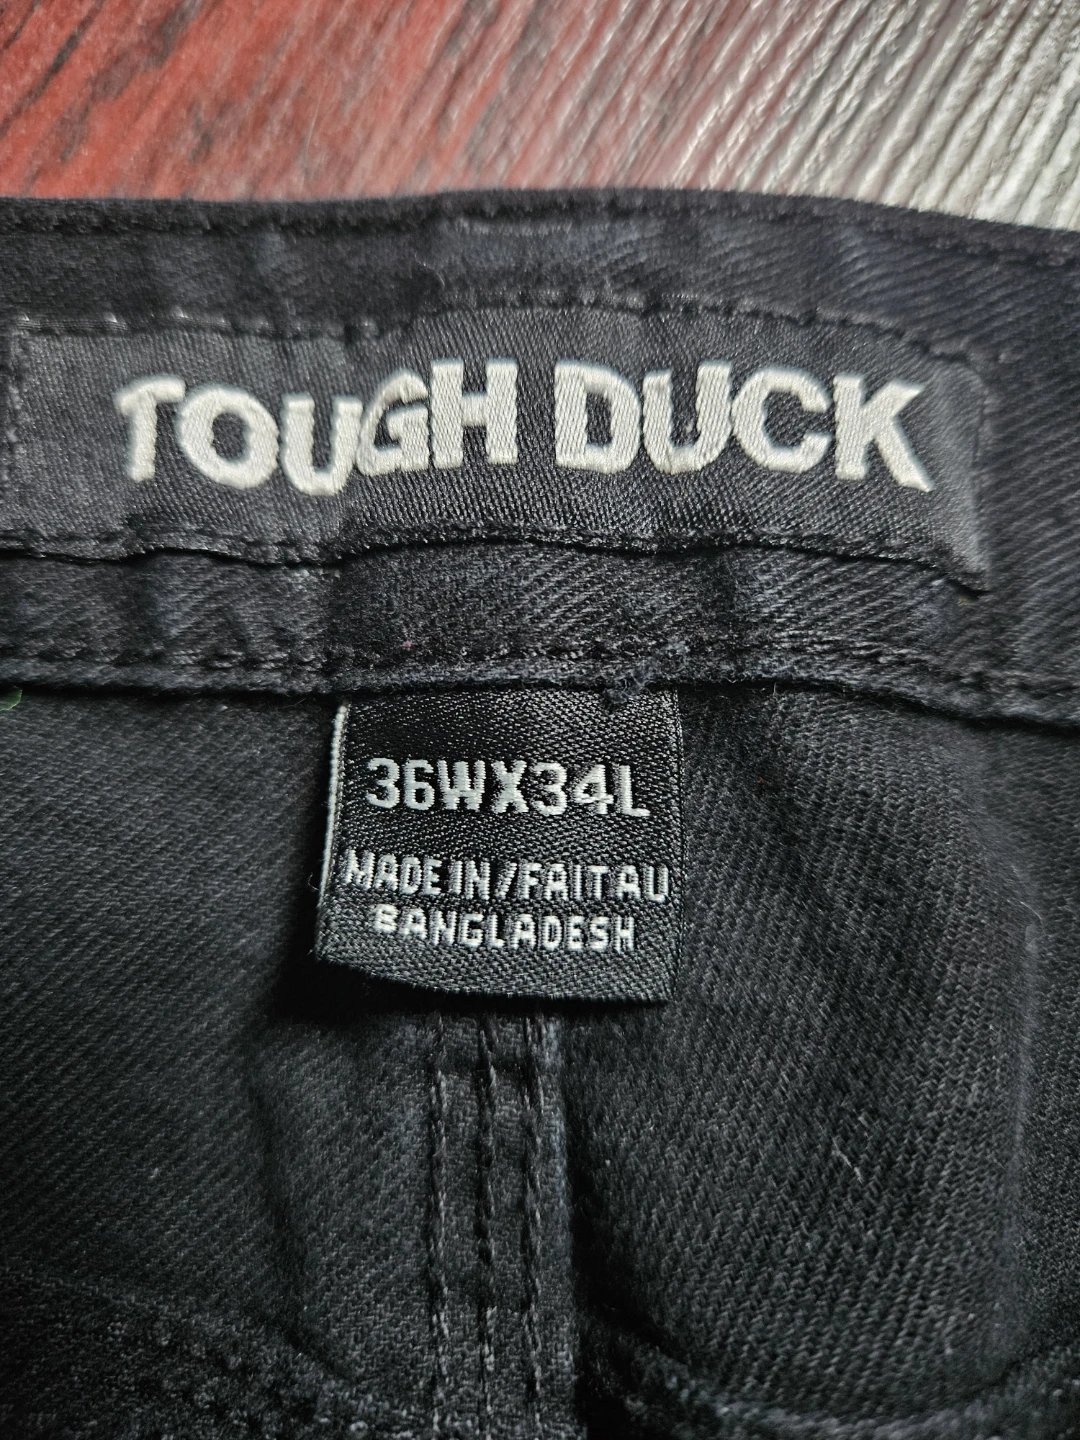 TOUGH DUCK
36WX34L
MADE IN/FAIT AU
BANGLADESH